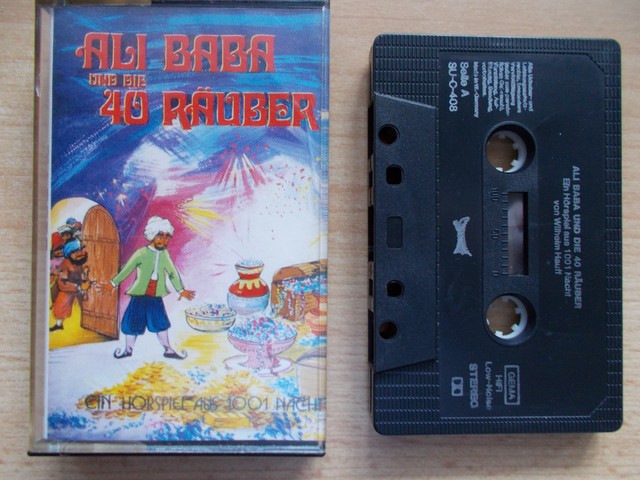 ALI BABA
UND DIE
40 RÄUBER
EIN HÖRSPIEL AUS 1001 NACHT
Seite A
SU-C-408
ALI BABA UND DIE 40 RÄUBER
Ein Hörspiel aus 1001 Nacht
von Wilhelm Hauff
GEMA
HIFI
Low-Noise
STEREO